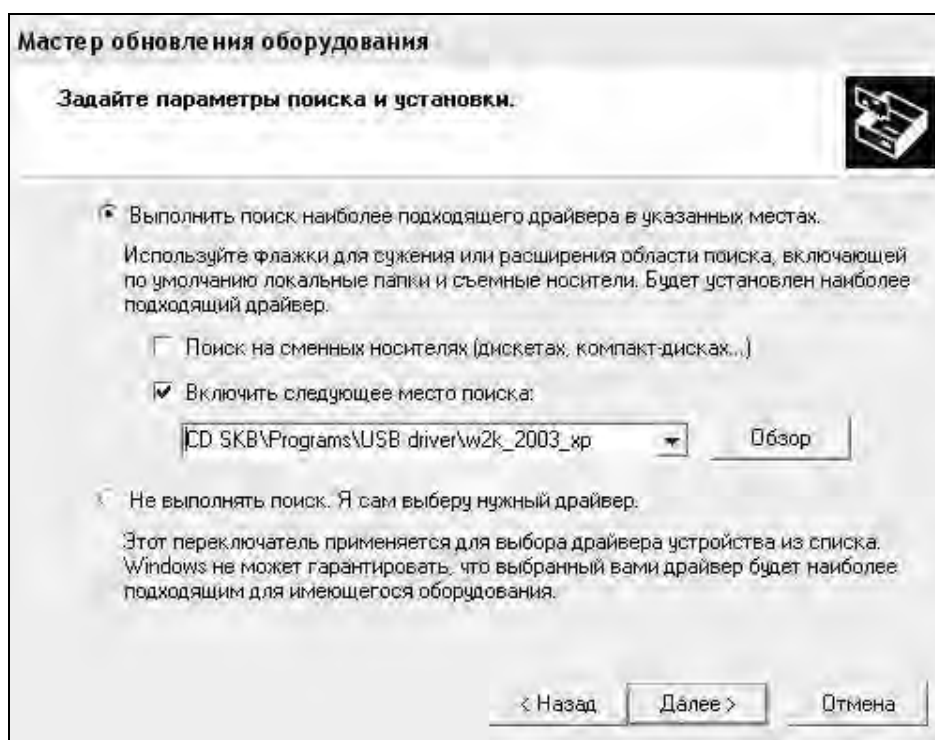 Мастер обновления оборудования
Задайте параметры поиска и установки.
Выполнить поиск наиболее подходящего драйвера в указанных местах.
Используйте флажки для сужения или расширения области поиска, включающей
по умолчанию локальные папки и съемные носители. Будет установлен наиболее
подходящий драйвер.
Поиск на сменных носителях (дискетах, компакт-дисках...)
Включить следующее место поиска:
CD SKB\Programs\USB driver\w2k_2003_xp
Обзор
Не выполнять поиск. Я сам выберу нужный драйвер.
Этот переключатель применяется для выбора драйвера устройства из списка.
Windows не может гарантировать, что выбранный вами драйвер будет наиболее
подходящим для имеющегося оборудования.
< Назад Далее > Отмена